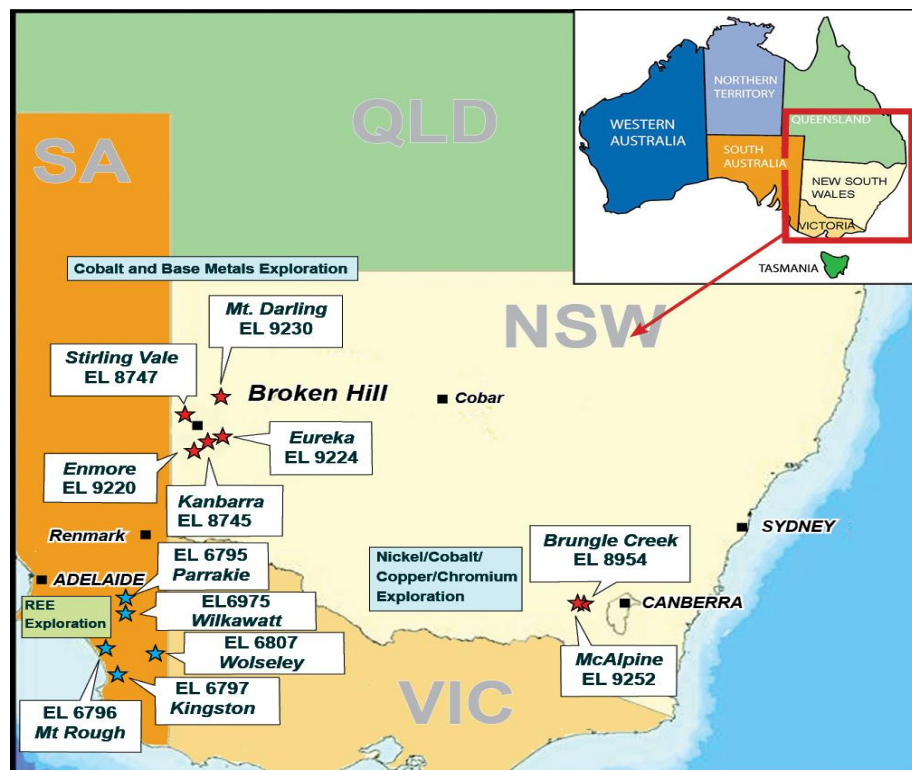 WESTERN
AUSTRALIA
NORTHERN
TERRITORY
SOUTH
AUSTRALIA
QUEENSLAND
NEW SOUTH
WALES
VICTORIA
TASMANIA
QLD
SA
NSW
VIC
Cobalt and Base Metals Exploration
Mt. Darling
EL 9230
Stirling Vale
EL 8747
Broken Hill
Cobar
Eureka
EL 9224
Enmore
EL 9220
Kanbarra
EL 8745
Renmark
ADELAIDE
REE
Exploration
EL 6795
Parrakie
EL6975
Wilkawatt
EL 6807
Wolseley
EL 6797
Kingston
EL 6796
Mt Rough
Nickel/Cobalt/
Copper/Chromium
Exploration
Brungle Creek
EL 8954
SYDNEY
CANBERRA
McAlpine
EL 9252